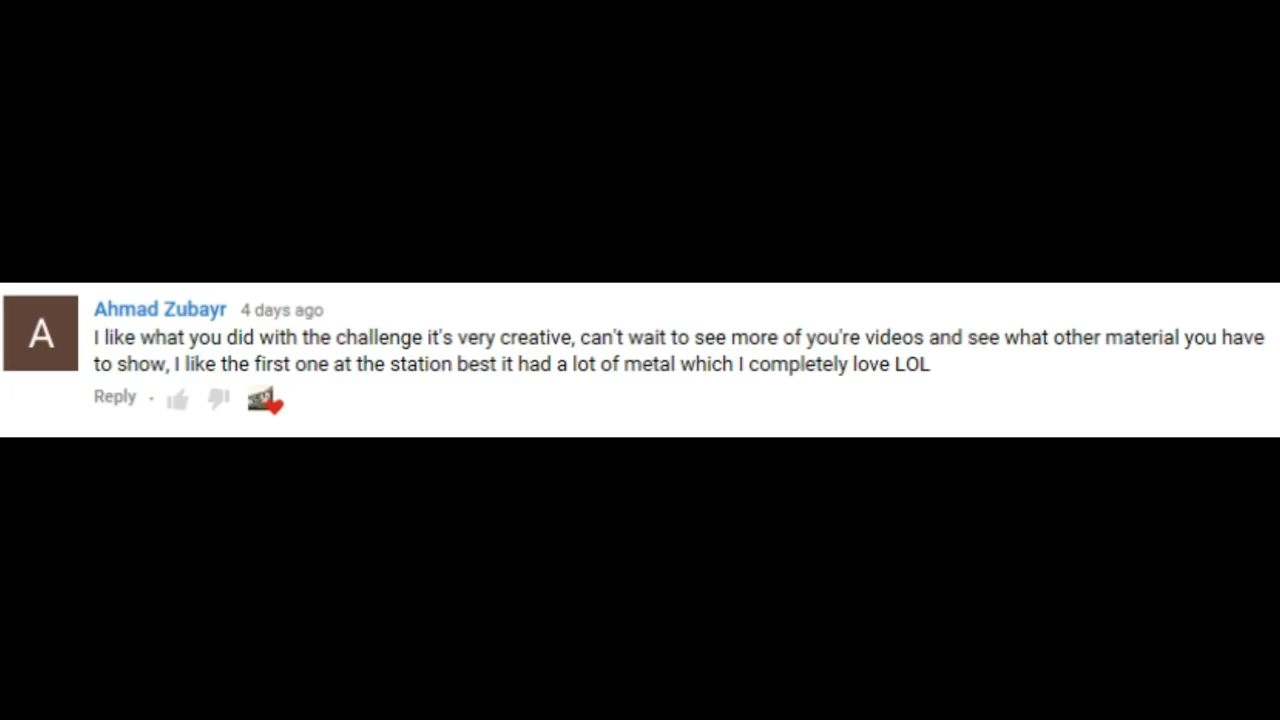 A
Ahmad Zubayr 4 days ago
I like what you did with the challenge it's very creative, can't wait to see more of you're videos and see what other material you have
to show, I like the first one at the station best it had a lot of metal which I completely love LOL
Reply ·